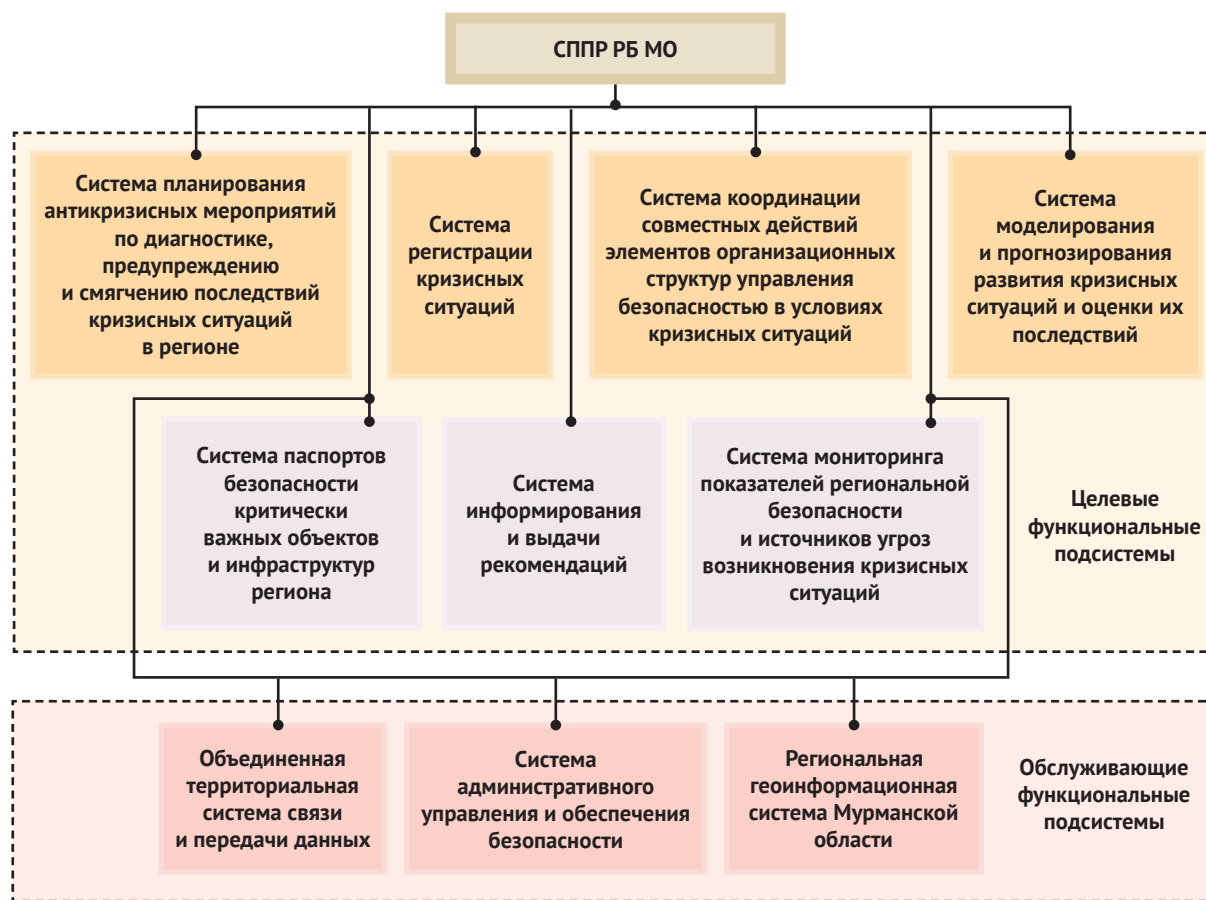 СППР РБ МО
Система планирования
антикризисных мероприятий
по диагностике,
предупреждению
и смягчению последствий
кризисных ситуаций
в регионе
Система
регистрации
кризисных
ситуаций
Система координации
совместных действий
элементов организационных
структур управления
безопасностью в условиях
кризисных ситуаций
Система
моделирования
и прогнозирования
развития кризисных
ситуаций и оценки их
последствий
Система паспортов
безопасности
критически
важных объектов
и инфраструктур
региона
Система
информирования
и выдачи
рекомендаций
Система мониторинга
показателей региональной
безопасности
и источников угроз
возникновения кризисных
ситуаций
Целевые
функциональные
подсистемы
Объединенная
территориальная
система связи
и передачи данных
Система
административного
управления и обеспечения
безопасности
Региональная
геоинформационная
система Мурманской
области
Обслуживающие
функциональные
подсистемы